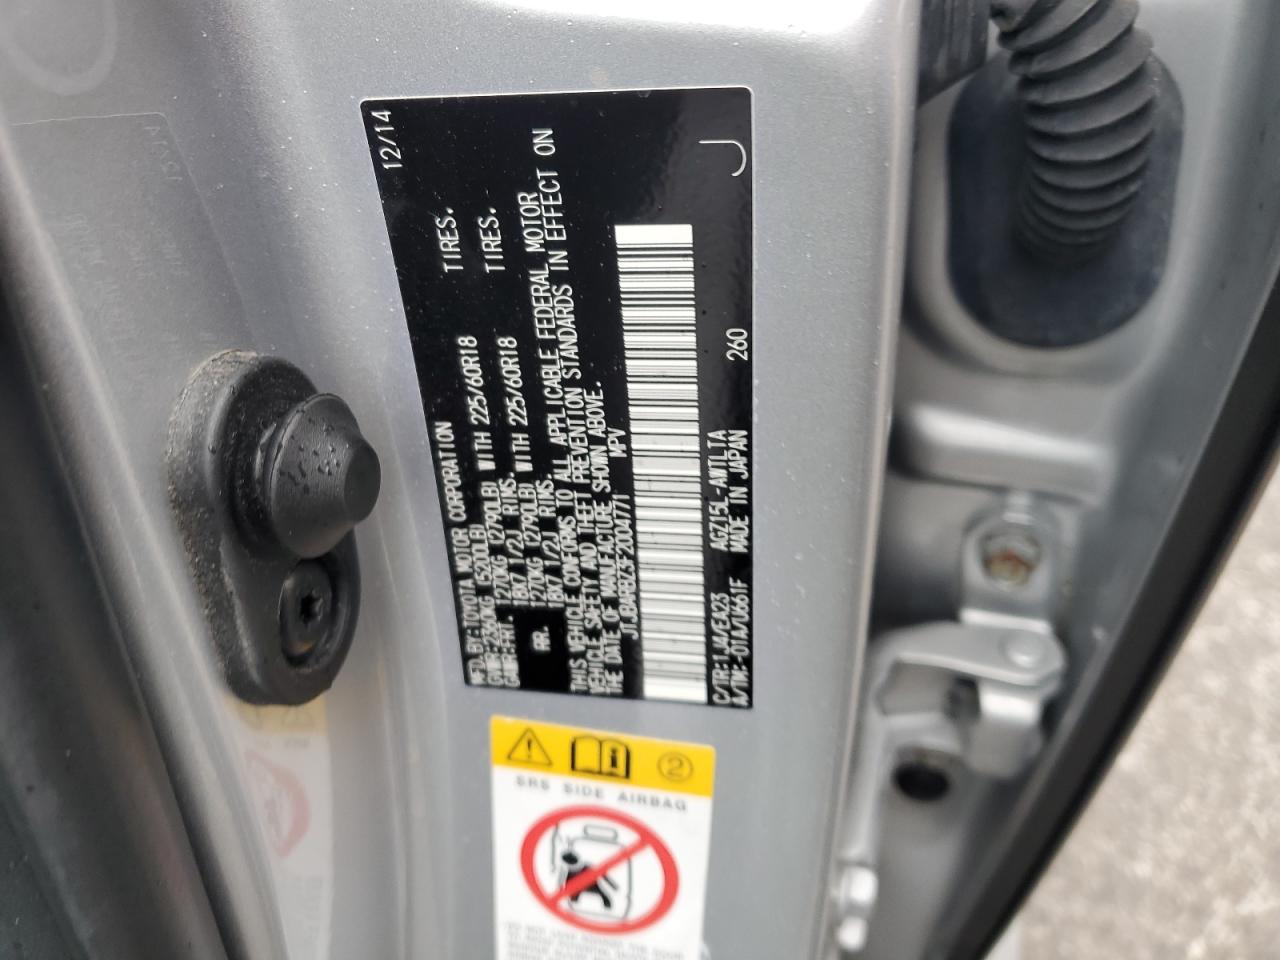 12/14
MFD.BY:TOYOTA MOTOR CORPORATION
GVWR:2360KG (5200LB)
GAWR:FRT. 1270KG (2790LB) WITH 225/60R18 TIRES.
18X7 1/2J RIMS.
RR. 1270KG (2790LB) WITH 225/60R18 TIRES.
18X7 1/2J RIMS.
THIS VEHICLE CONFORMS TO ALL APPLICABLE FEDERAL MOTOR
VEHICLE SAFETY AND THEFT PREVENTION STANDARDS IN EFFECT ON
THE DATE OF MANUFACTURE SHOWN ABOVE.
JTJBARBZ3F2004771 MPV
C/TR:1J4/EA23 AGZ15L-AWTLTA 260
A/TM:-01A/U661F MADE IN JAPAN
J
2
SRS SIDE AIRBAG